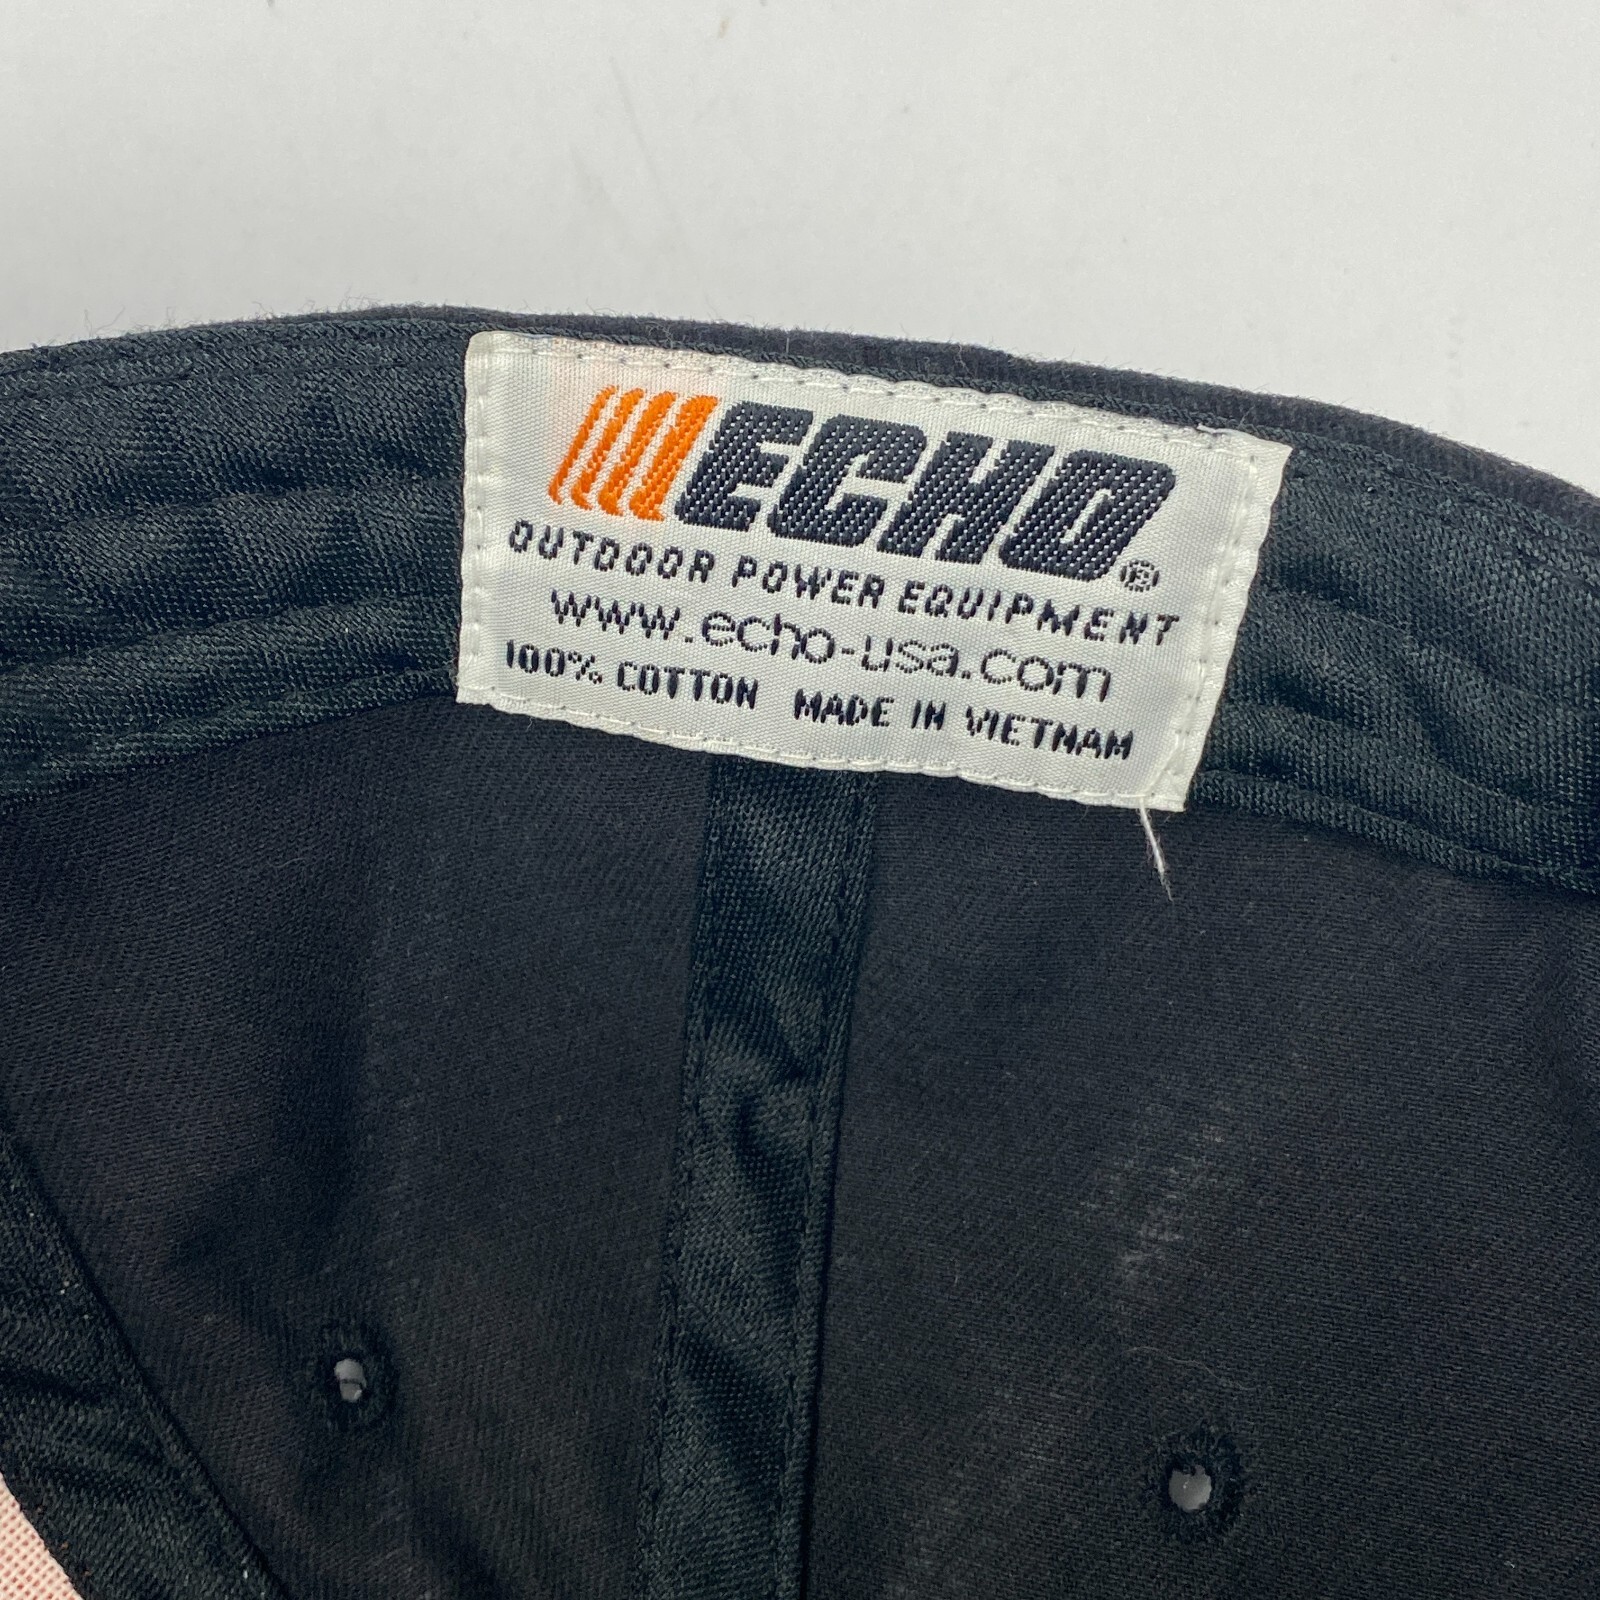 ECHO®
OUTDOOR POWER EQUIPMENT
www.echo-usa.com
100% COTTON MADE IN VIETNAM